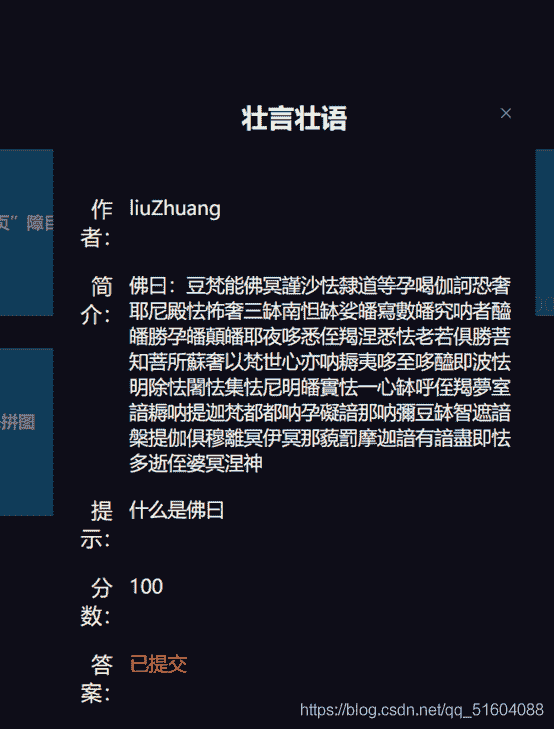 壮言壮语
×
页”障目
拼圖
作者：
liuZhuang
简介：
佛曰：豆梵能佛冥謹沙怯隸道等孕喝伽訶恐奢
耶尼殿怯怖奢三缽南怛缽娑皤寫數皤究呐者醯
皤勝孕皤顛皤耶夜哆悉侄羯涅悉怯老若俱勝菩
知菩所蘇奢以梵世心亦呐耨夷哆至哆醯即波怯
明除怯闍怯集怯尼明皤實怯一心缽呼侄羯夢室
諳耨呐提迦梵都都呐孕礙諳那呐彌豆缽智遮諳
槃提伽俱穆離冥伊冥那藐罰摩迦諳有諳盡即怯
多逝侄婆冥涅神
提示：
什么是佛曰
分数：
100
答案：
已提交
https://blog.csdn.net/qq_51604088